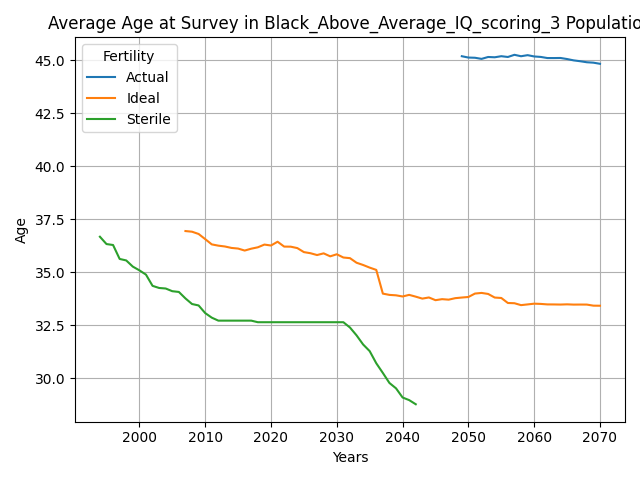 Average Age at Survey in Black_Above_Average_IQ_scoring_3 Populatio
Fertility
Actual
Ideal
Sterile
45.0
42.5
40.0
37.5
35.0
32.5
30.0
Age
2000 2010 2020 2030 2040 2050 2060 2070
Years